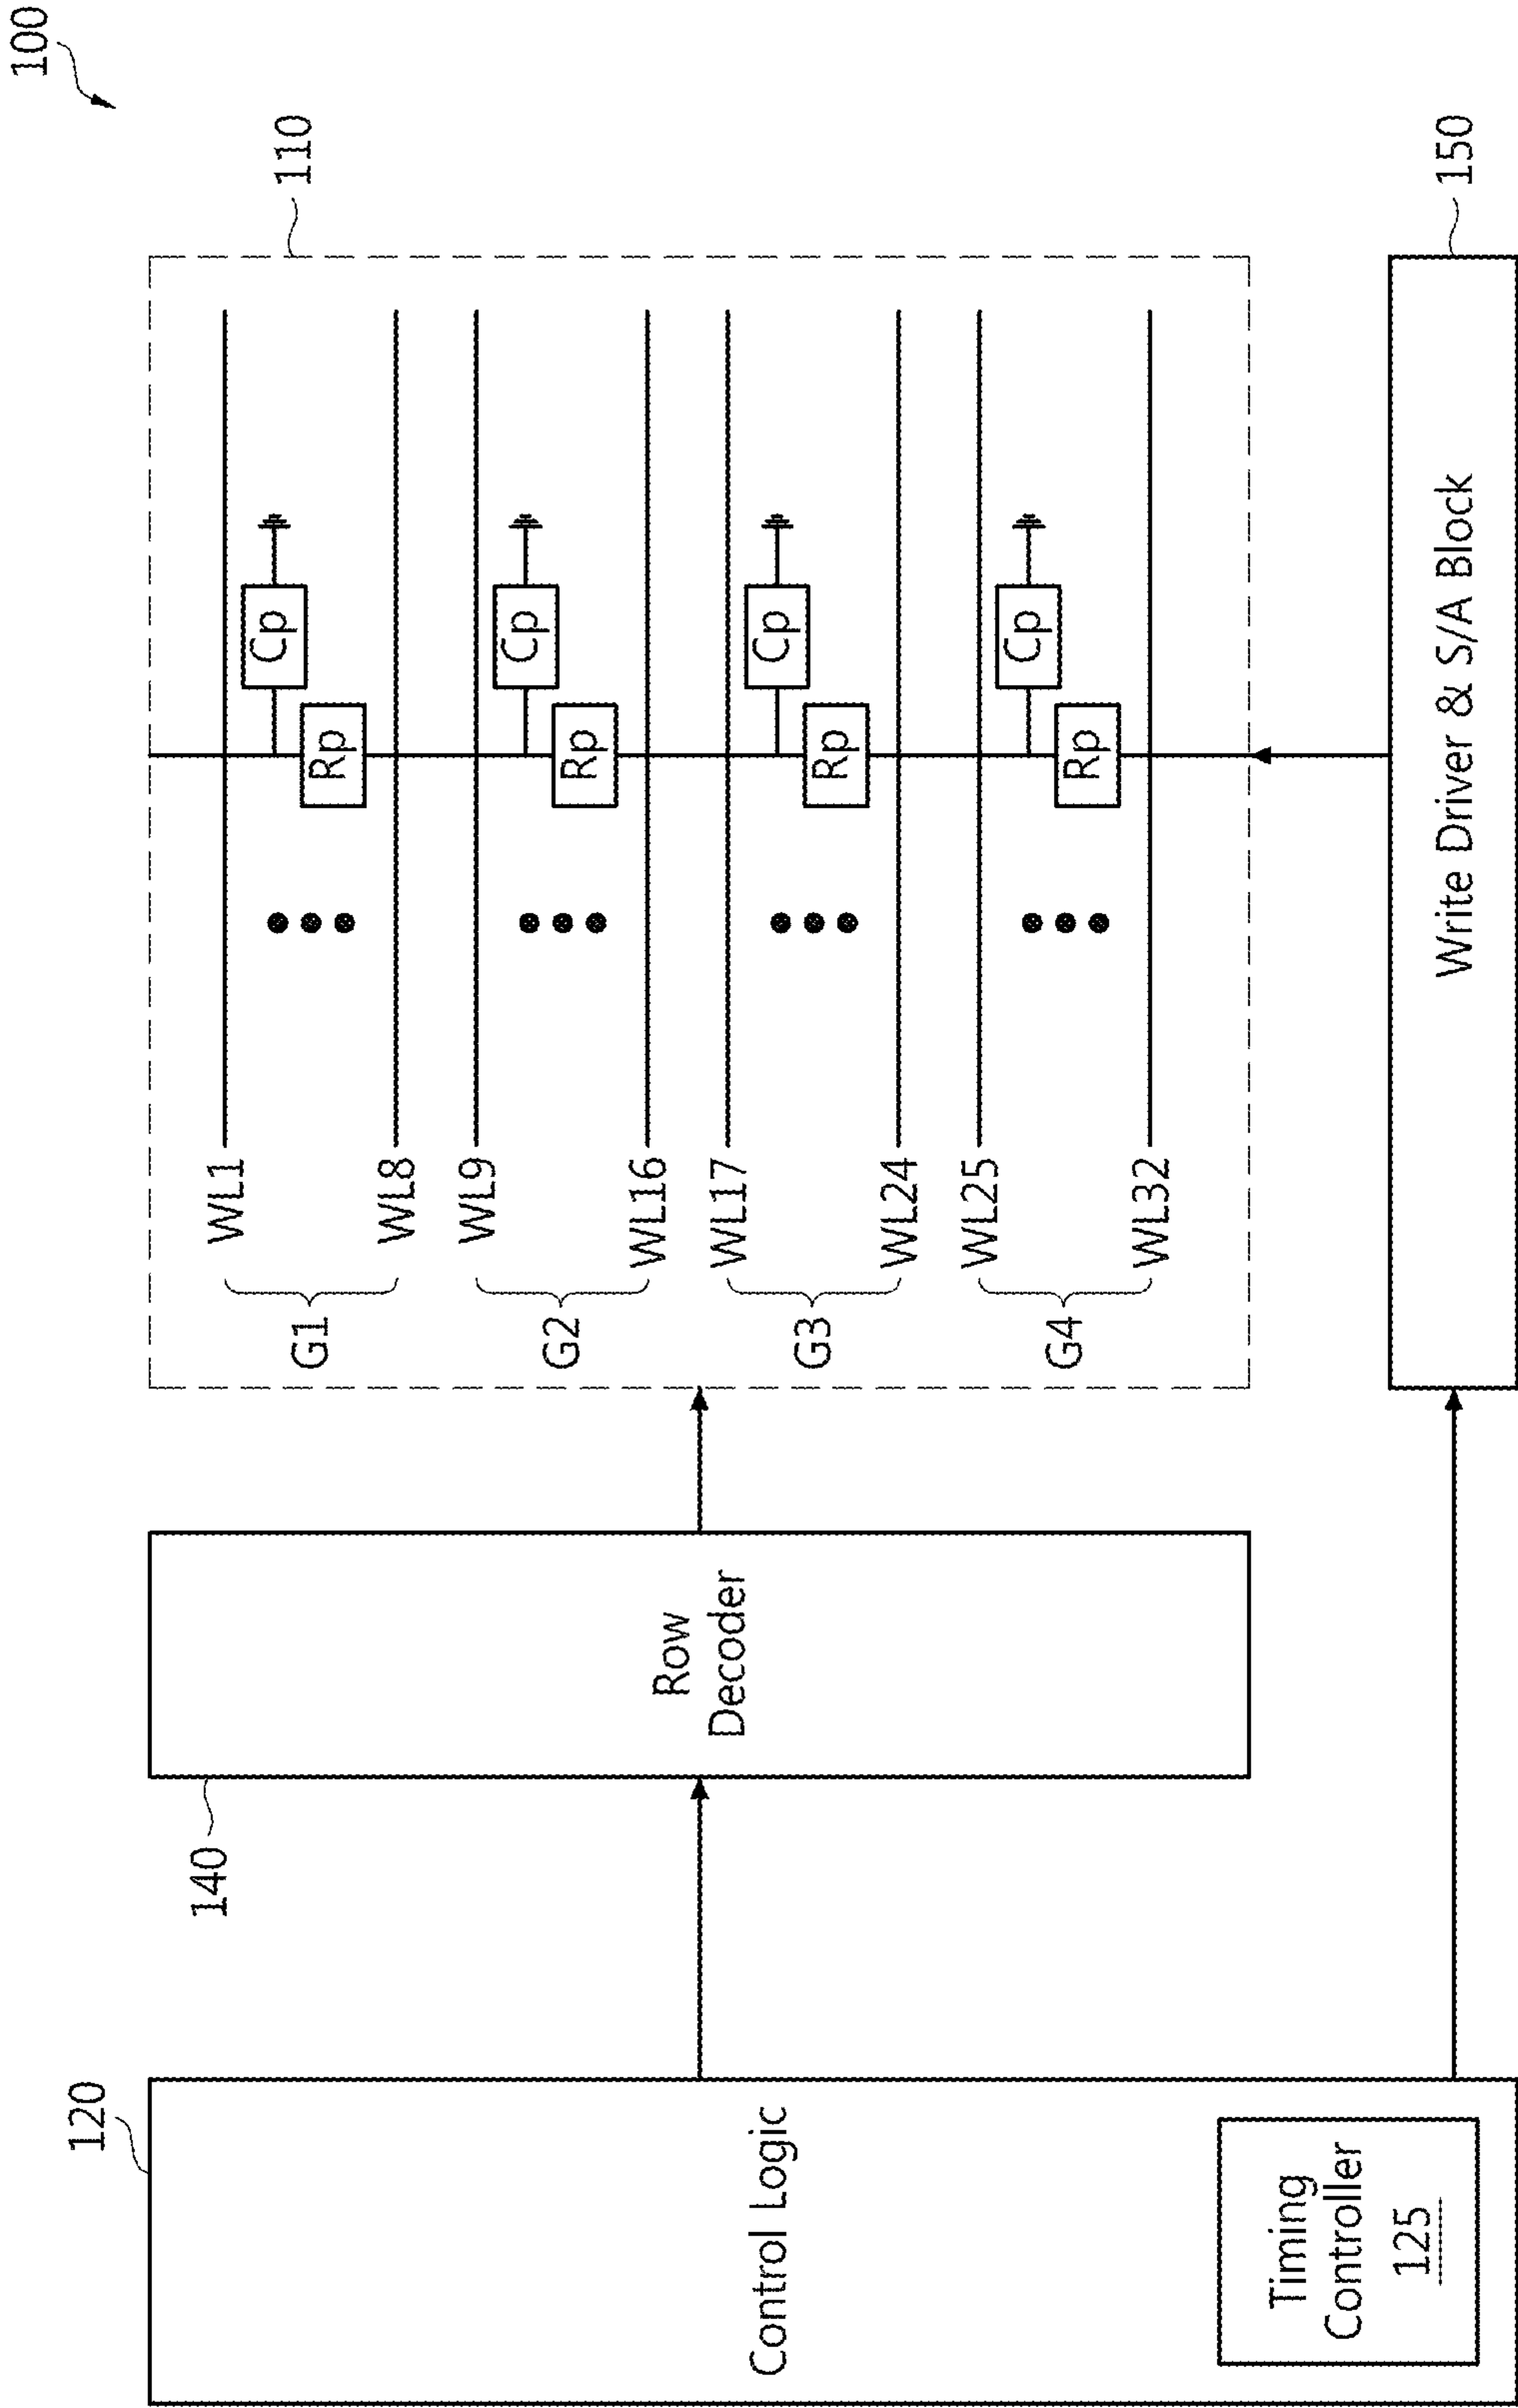 100
110
120
140
150
WL1
Cp
Rp
G1
WL8
WL9
Cp
Rp
G2
WL16
WL17
Cp
Rp
G3
WL24
WL25
Cp
Rp
G4
WL32
Row
Decoder
Control Logic
Timing
Controller
125
Write Driver & S/A Block